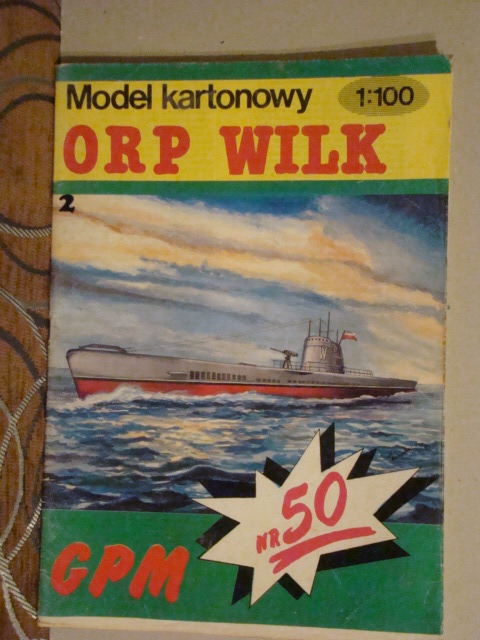 Model kartonowy 1:100
ORP WILK
2
NR 50
GPM